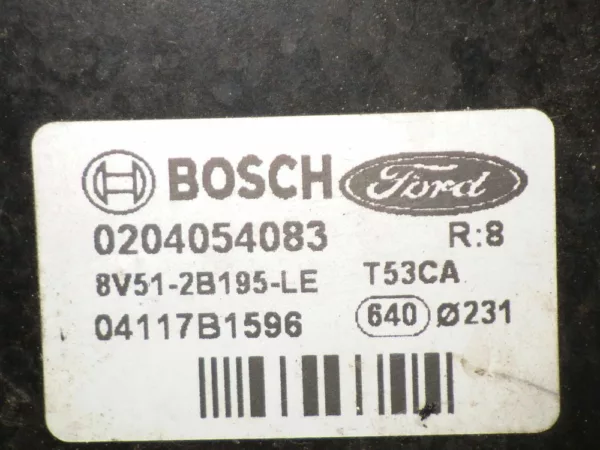 BOSCH Ford
0204054083 R:8
8V51-2B195-LE T53CA
04117B1596 640 Ø231